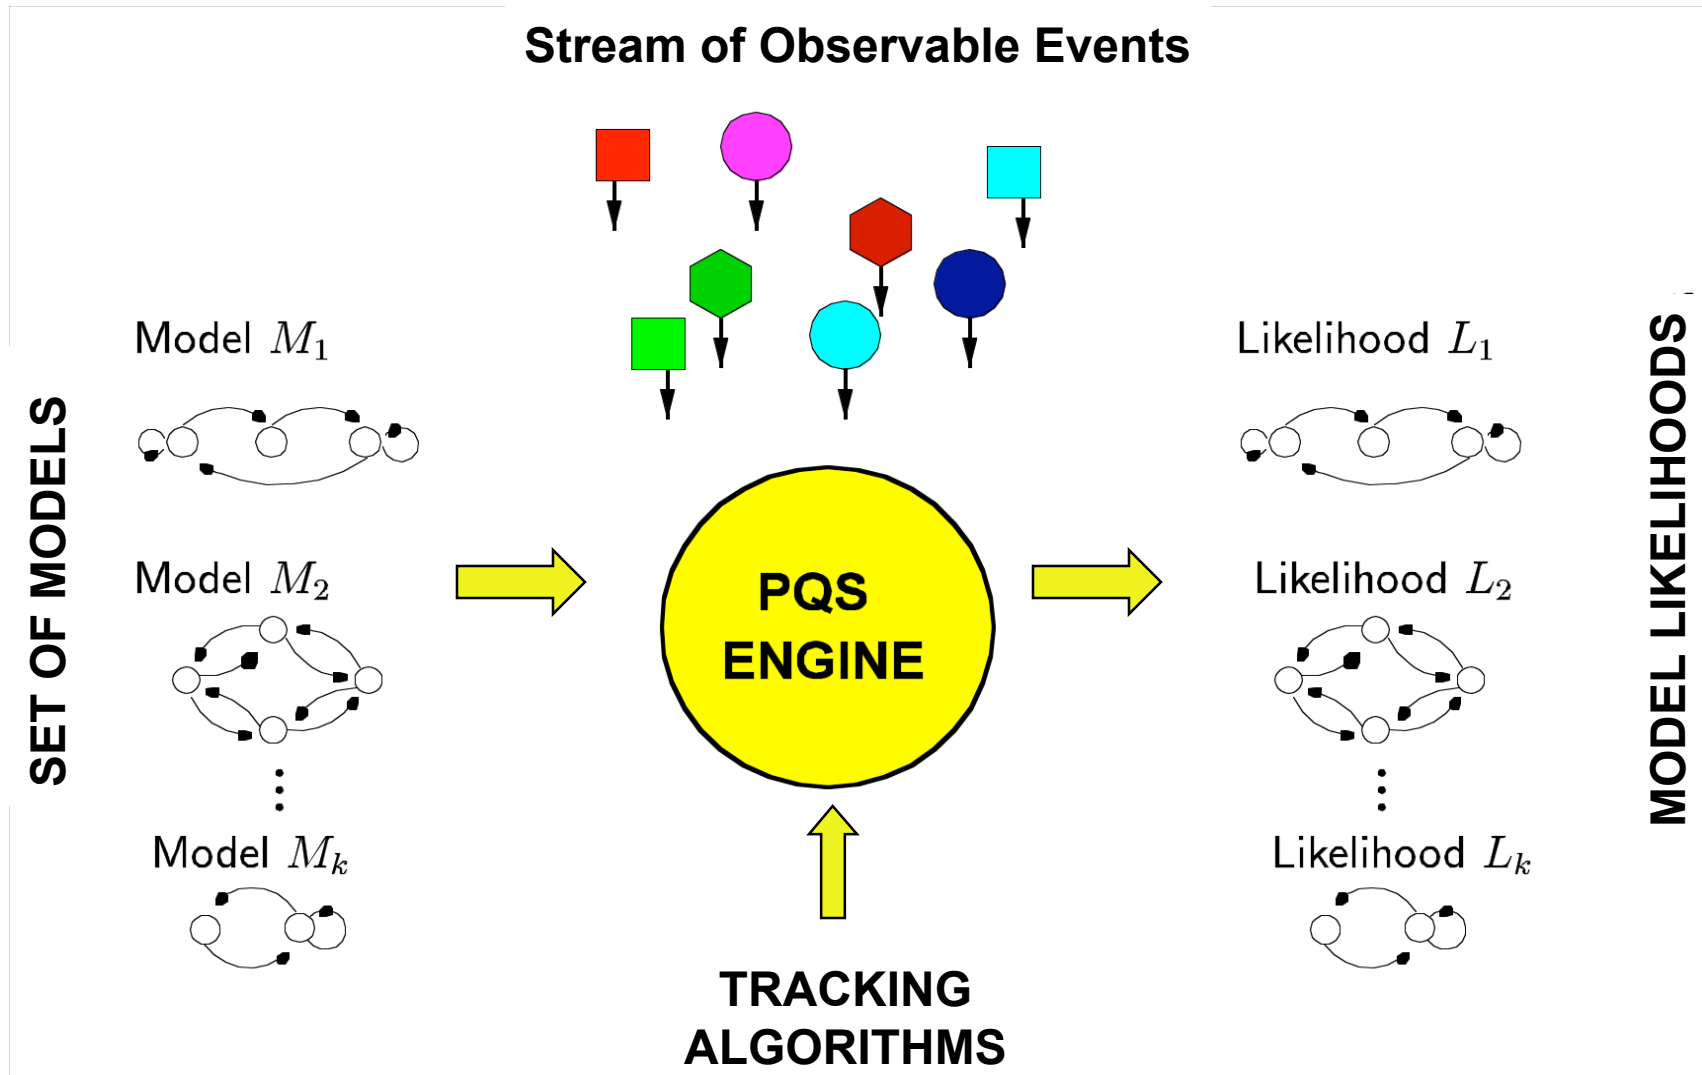 Stream of Observable Events
SET OF MODELS
Model M₁
Model M₂
Model Mₖ
PQS
ENGINE
TRACKING
ALGORITHMS
Likelihood L₁
Likelihood L₂
Likelihood Lₖ
MODEL LIKELIHOODS